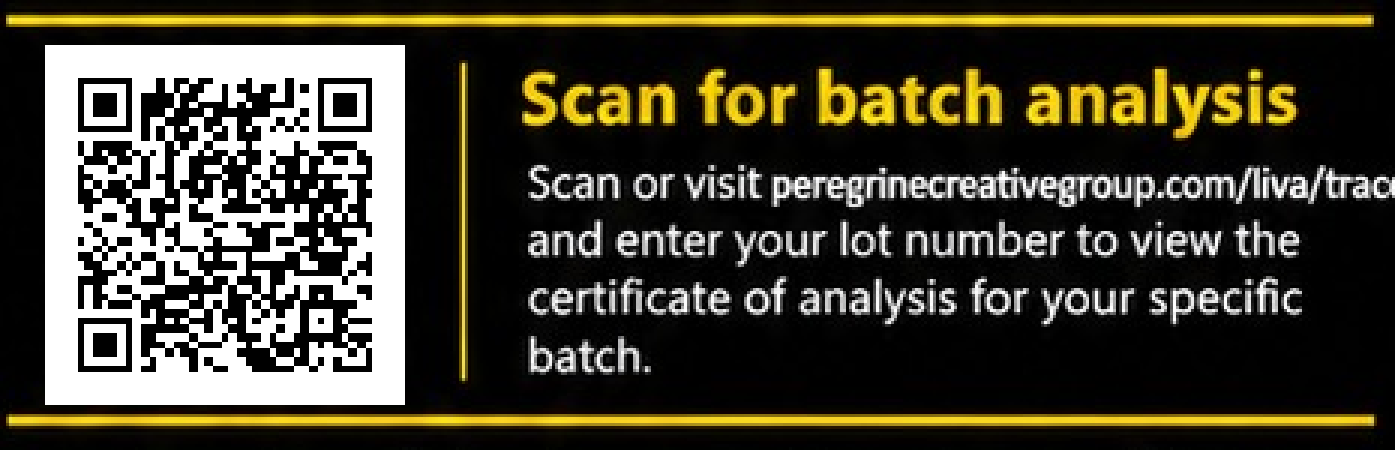 Scan for batch analysis
Scan or visit peregrinecreativegroup.com/liva/trac
and enter your lot number to view the
certificate of analysis for your specific
batch.